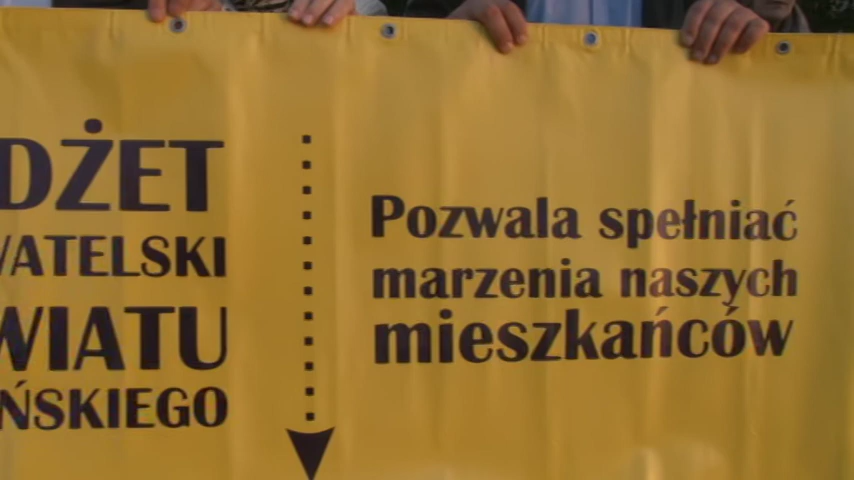 DŻET
WATELSKI
WIATU
ŃSKIEGO
Pozwala spełniać
marzenia naszych
mieszkańców